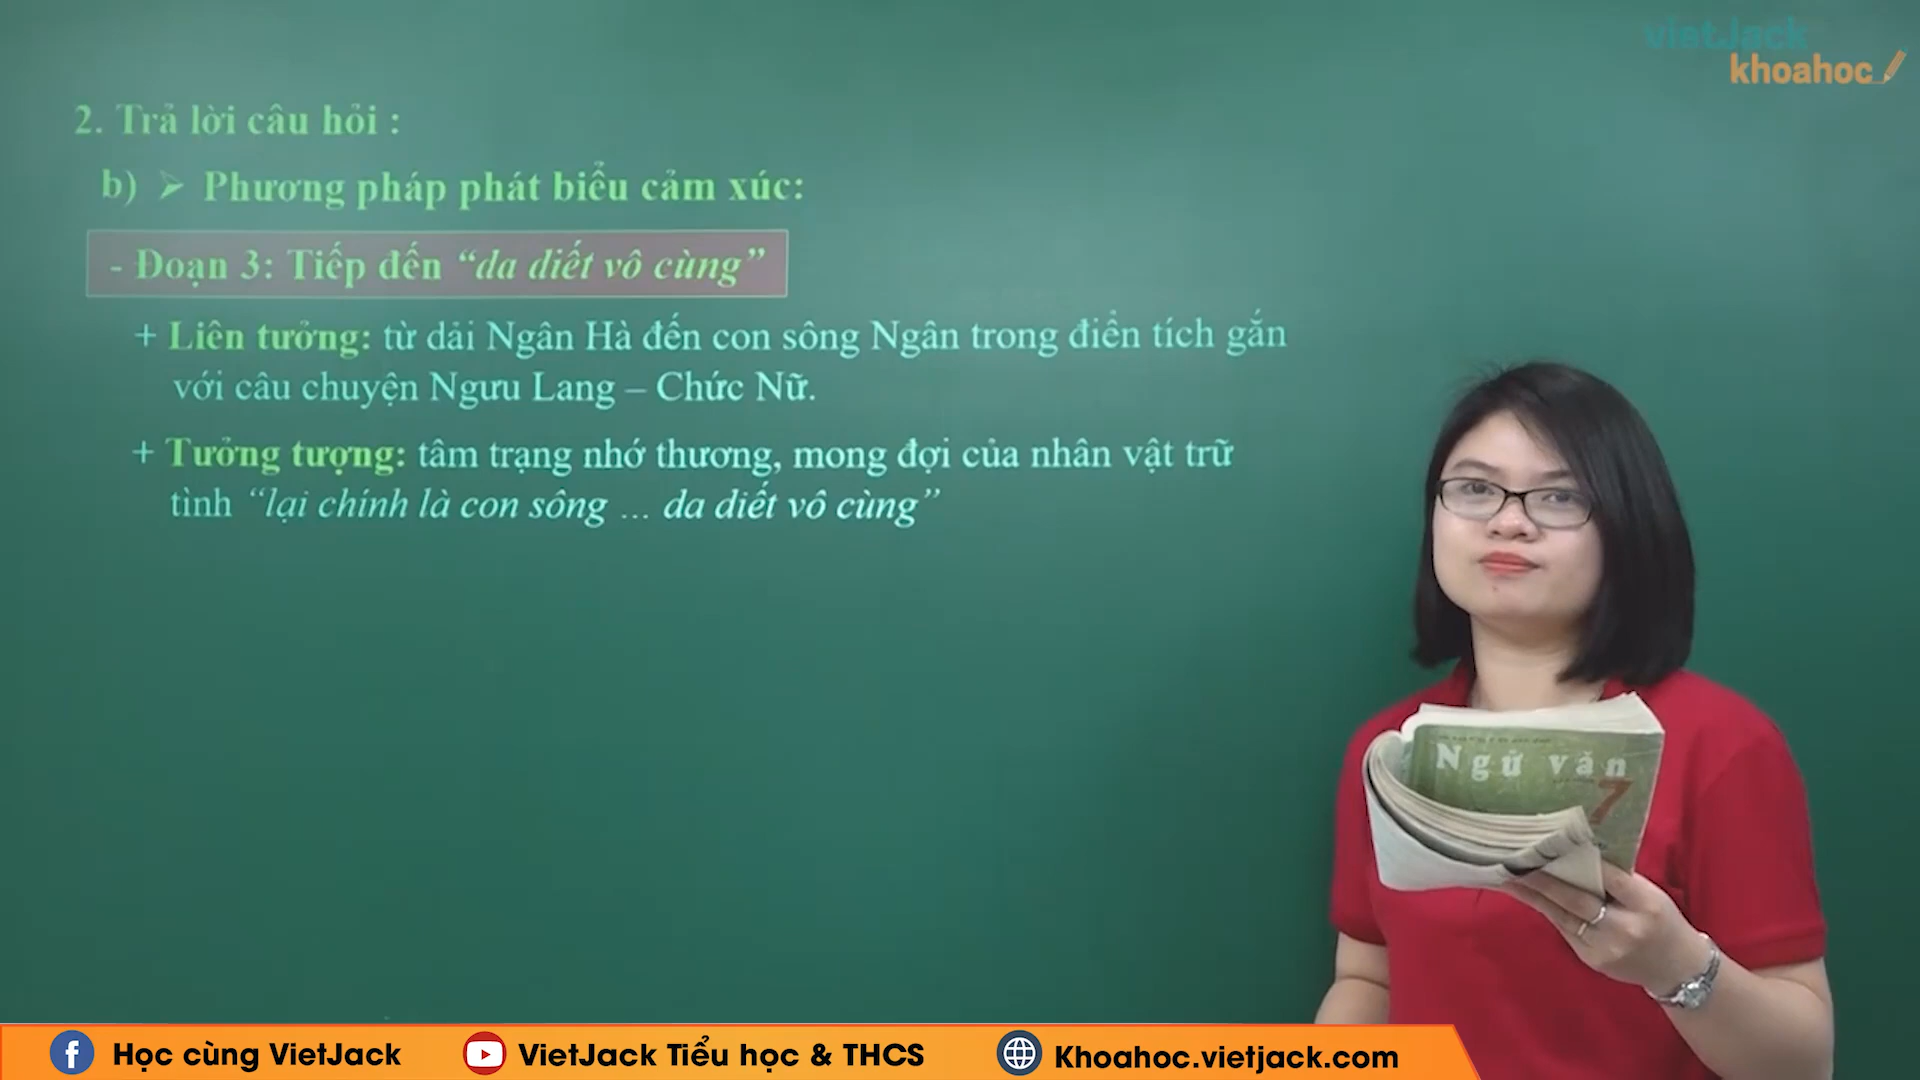 vietJack
khoahoc
2. Trả lời câu hỏi :
b) ➢ Phương pháp phát biểu cảm xúc:
- Đoạn 3: Tiếp đến “da diết vô cùng”
+ Liên tưởng: từ dải Ngân Hà đến con sông Ngân trong điển tích gắn
với câu chuyện Ngưu Lang – Chức Nữ.
+ Tưởng tượng: tâm trạng nhớ thương, mong đợi của nhân vật trữ
tình “lại chính là con sông ... da diết vô cùng”
Ngữ văn
7
Học cùng VietJack
VietJack Tiểu học & THCS
Khoahoc.vietjack.com